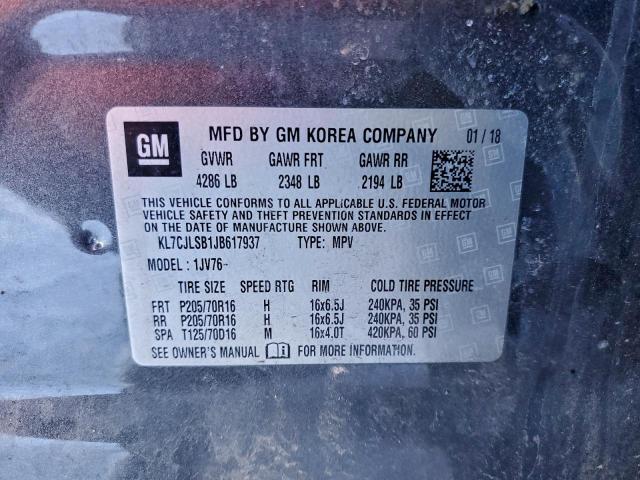 GM MFD BY GM KOREA COMPANY 01 / 18
GVWR GAWR FRT GAWR RR
4286 LB 2348 LB 2194 LB
THIS VEHICLE CONFORMS TO ALL APPLICABLE U.S. FEDERAL MOTOR
VEHICLE SAFETY AND THEFT PREVENTION STANDARDS IN EFFECT
ON THE DATE OF MANUFACTURE SHOWN ABOVE.
KL7CJLSB1JB617937 TYPE: MPV
MODEL : 1JV76-
TIRE SIZE SPEED RTG RIM COLD TIRE PRESSURE
FRT P205/70R16 H 16x6.5J 240KPA, 35 PSI
RR P205/70R16 H 16x6.5J 240KPA, 35 PSI
SPA T125/70D16 M 16x4.0T 420KPA, 60 PSI
SEE OWNER'S MANUAL FOR MORE INFORMATION.